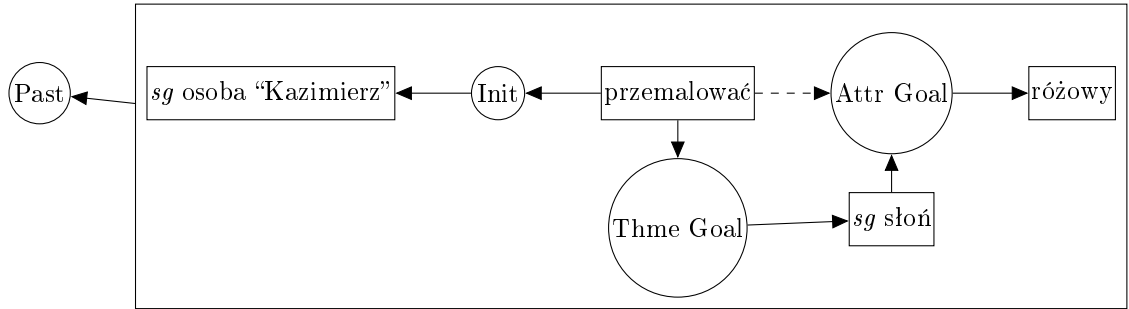 Past
sg osoba “Kazimierz”
Init
przemalować
Attr Goal
różowy
Thme Goal
sg słoń